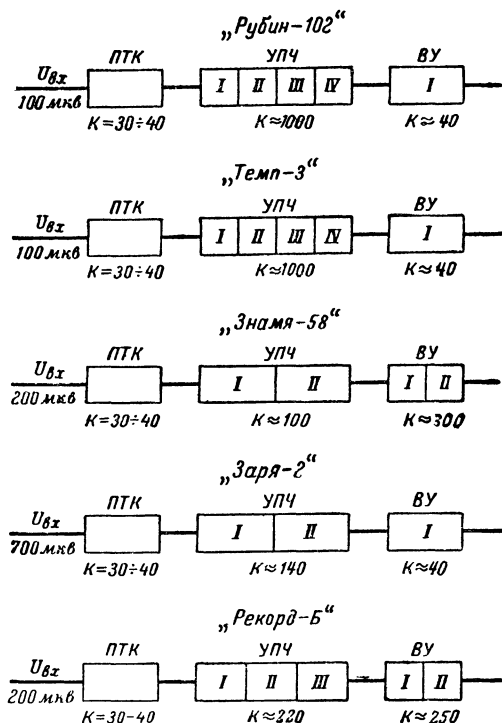 „Рубин-102“
ПТК УПЧ ВУ
Uвх I II III IV I
100 мкв
K=30÷40 K≈1000 K≈40
„Темп-3“
ПТК УПЧ ВУ
Uвх I II III IV I
100 мкв
K=30÷40 K≈1000 K≈40
„Знамя-58“
ПТК УПЧ ВУ
Uвх I II I II
200 мкв
K=30÷40 K≈100 K≈300
„Заря-2“
ПТК УПЧ ВУ
Uвх I II I
700 мкв
K=30÷40 K≈140 K≈40
„Рекорд-Б“
ПТК УПЧ ВУ
Uвх I II III I II
200 мкв
K=30-40 K≈220 K≈250